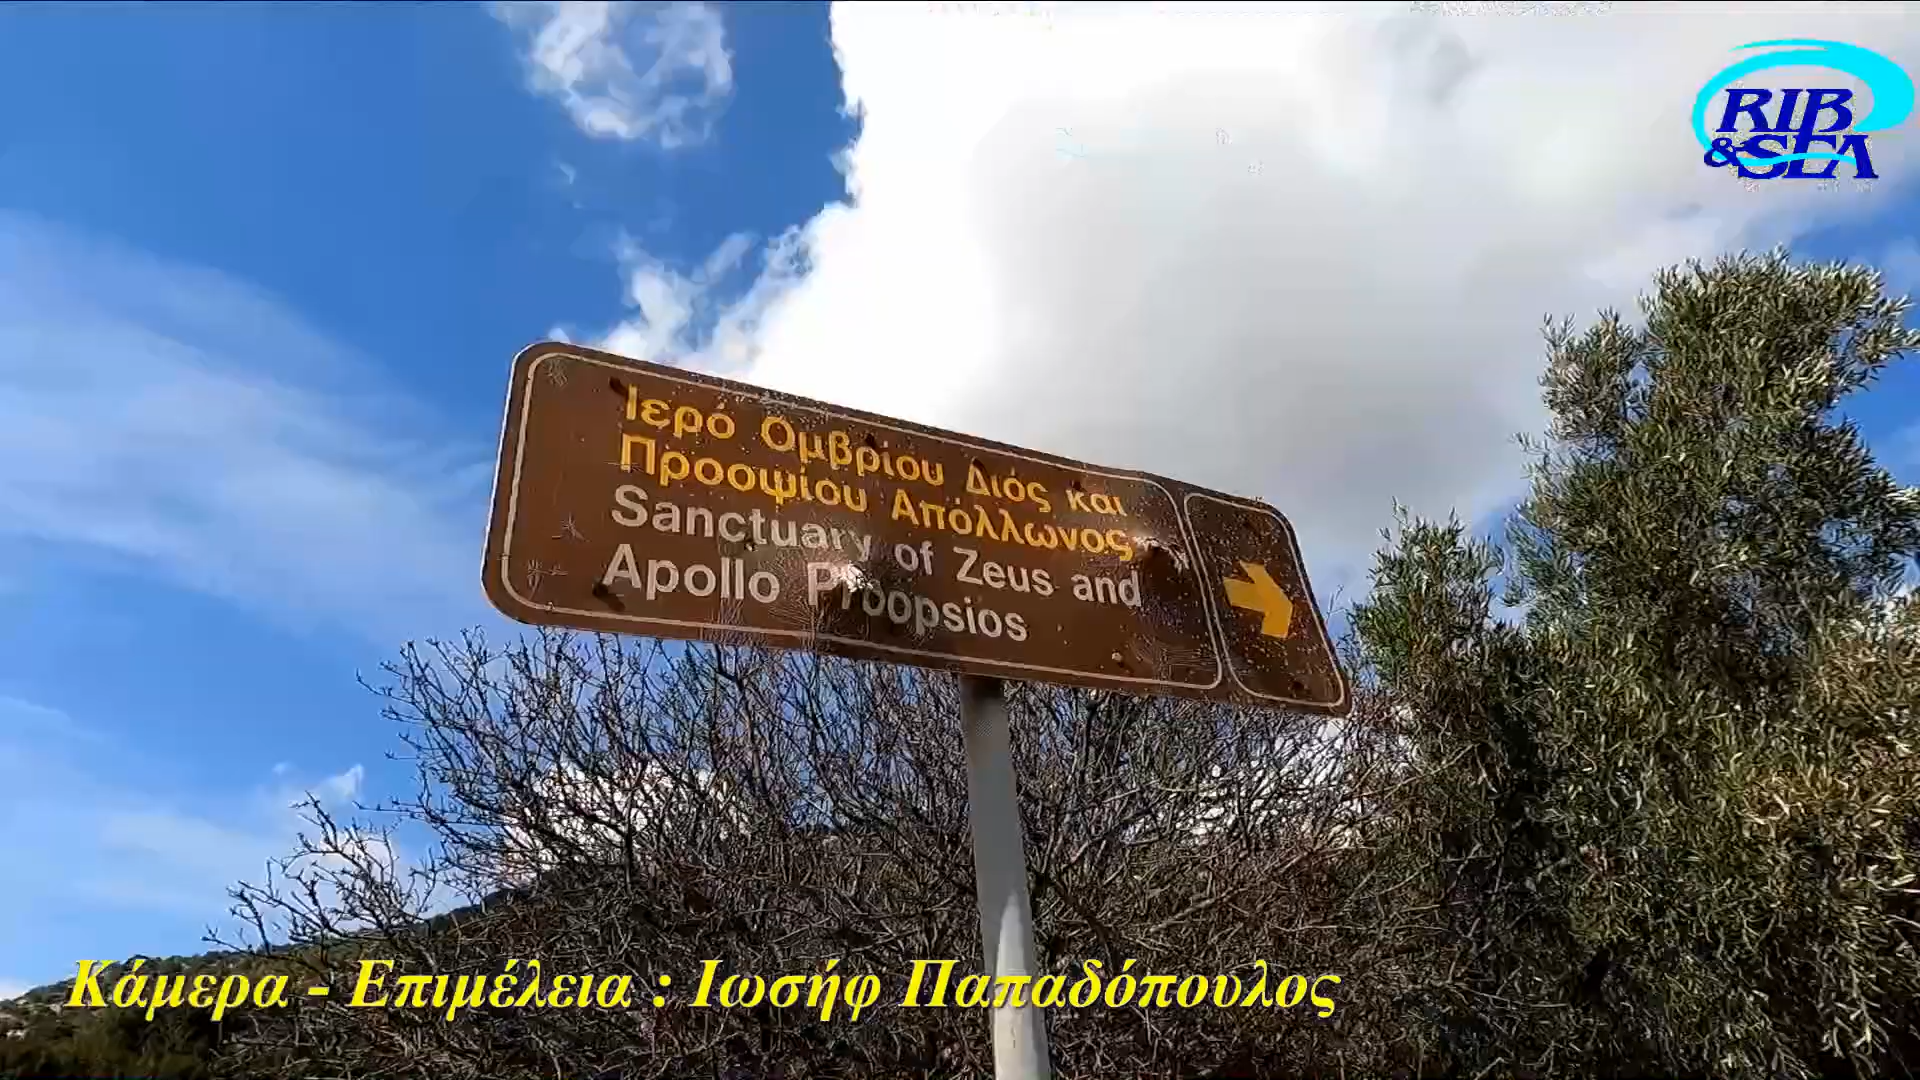 RIB
&SEA
Ιερό Ομβρίου Διός και
Προοψίου Απόλλωνος
Sanctuary of Zeus and
Apollo Proopsios
Κάμερα - Επιμέλεια : Ιωσήφ Παπαδόπουλος